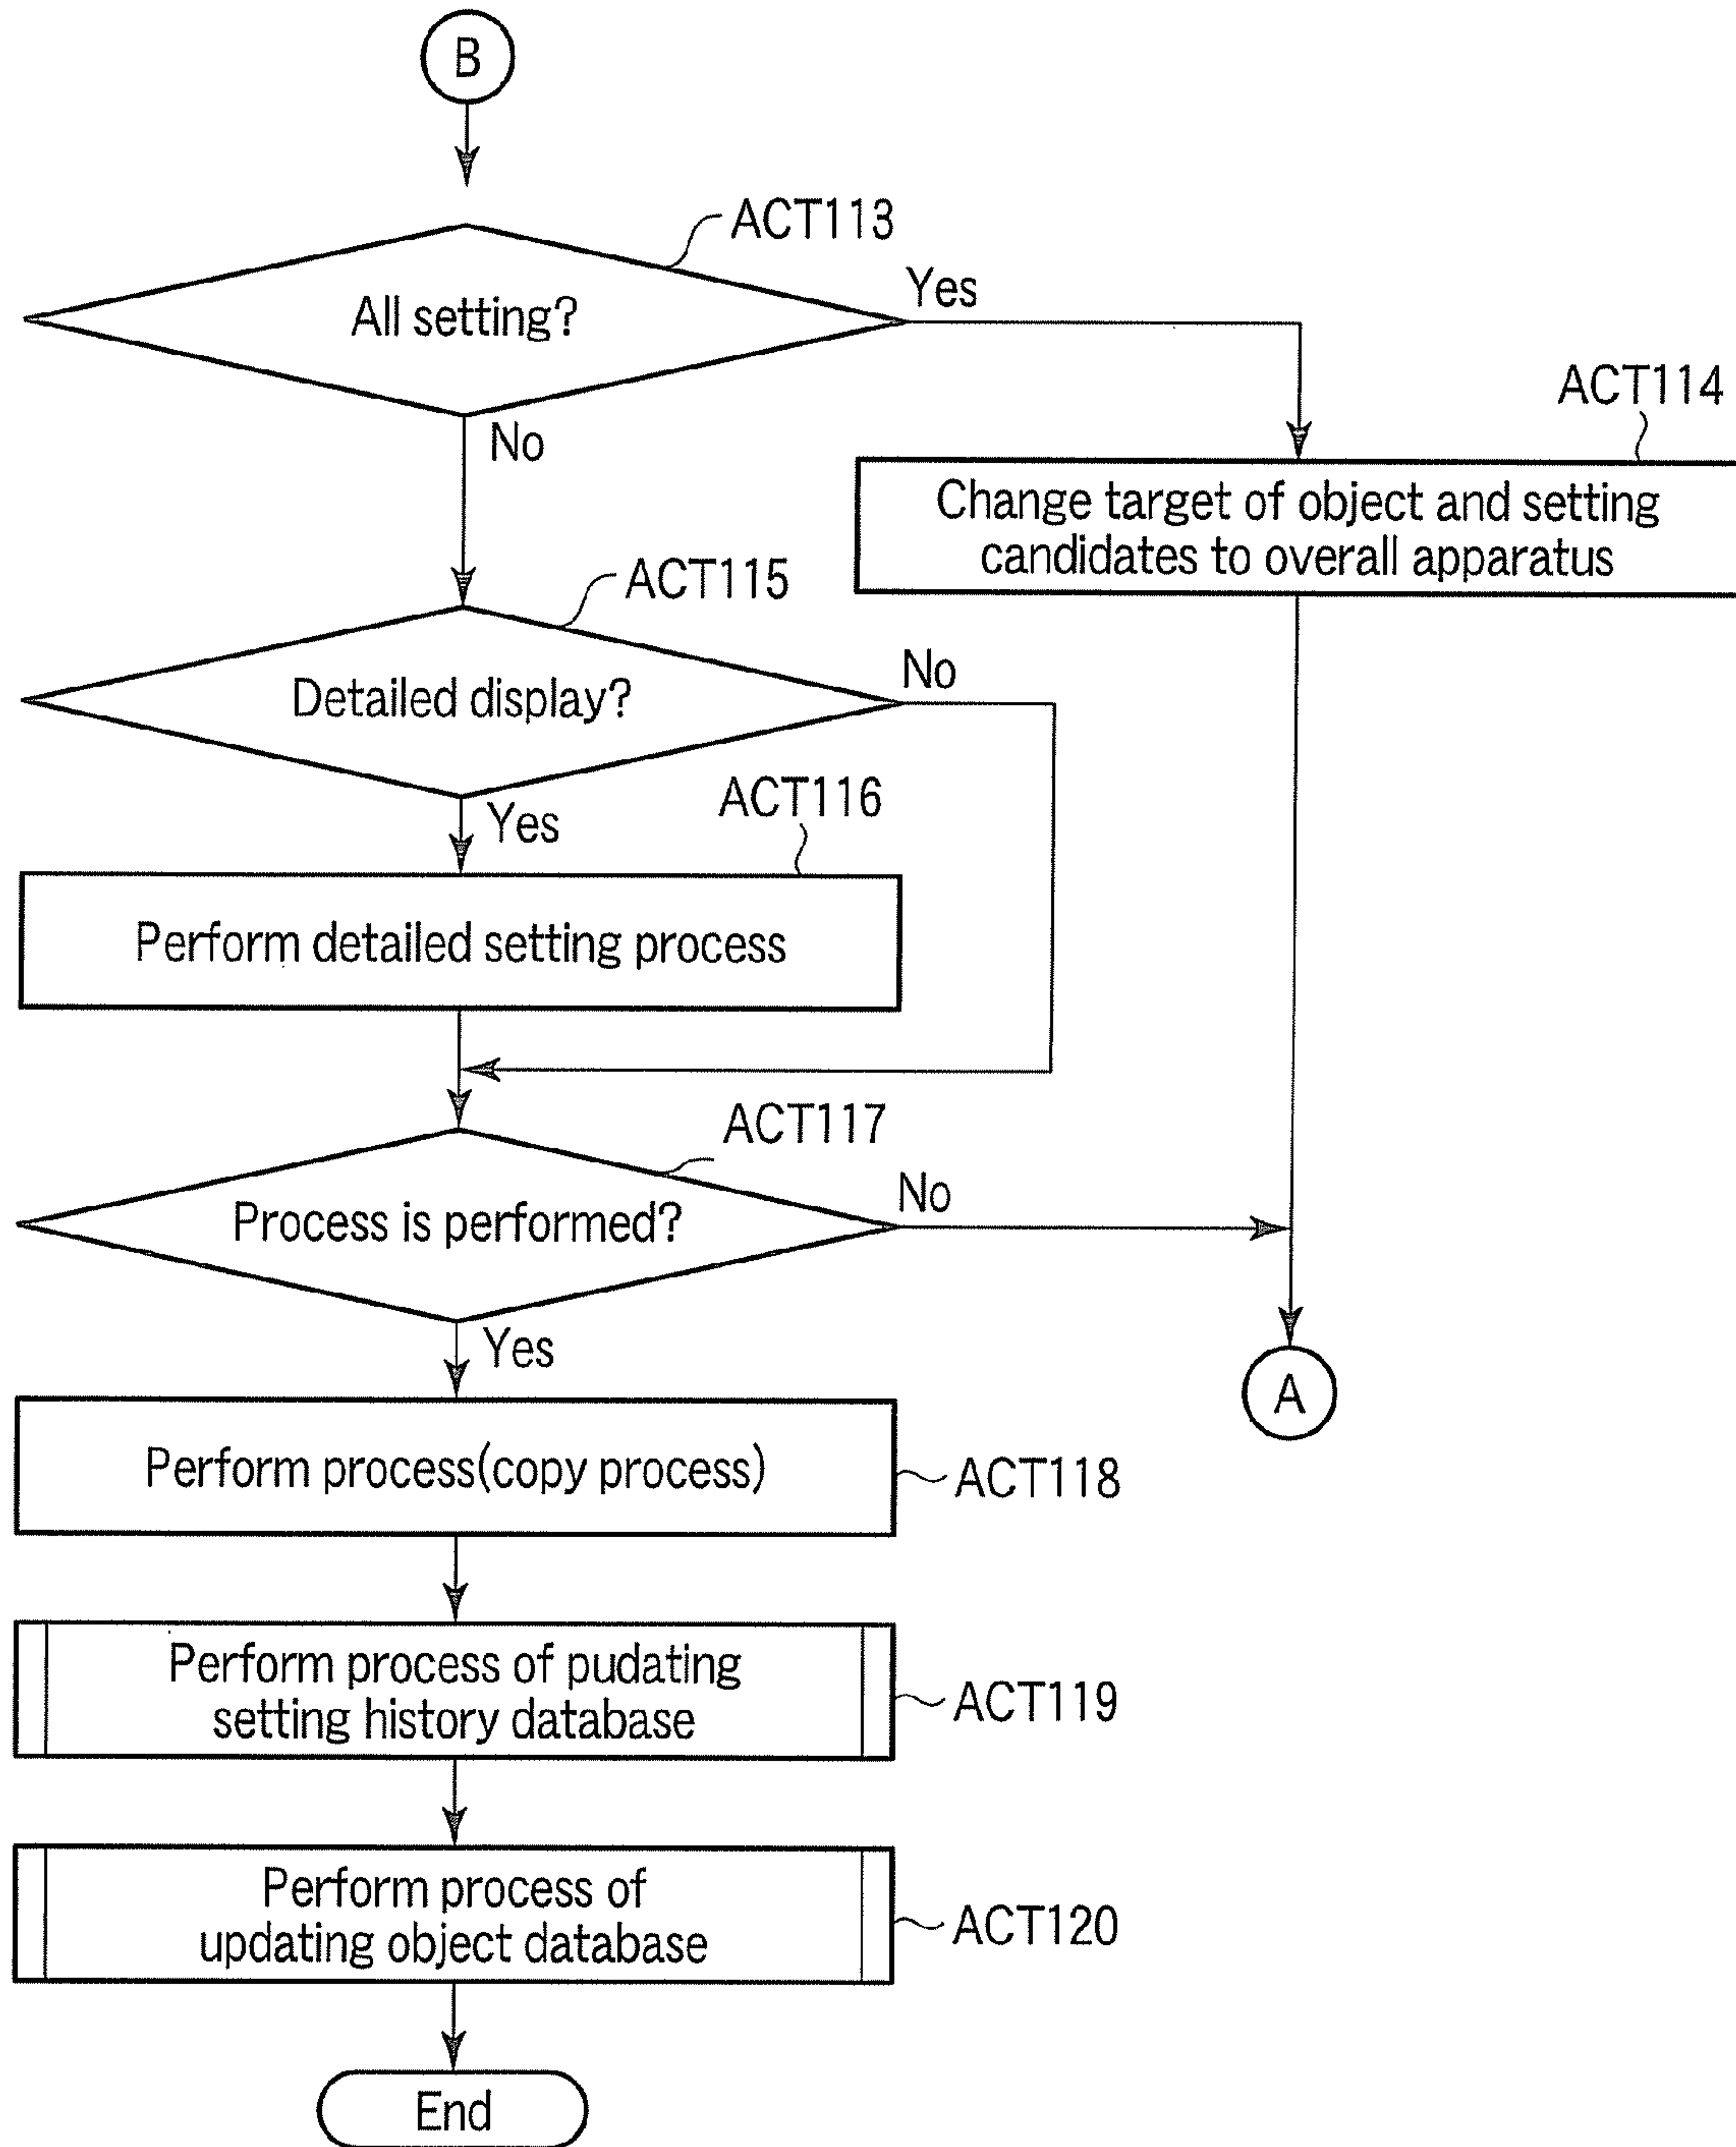 B
ACT113
All setting?
Yes
No
ACT114
Change target of object and setting
candidates to overall apparatus
ACT115
Detailed display?
No
Yes
ACT116
Perform detailed setting process
ACT117
Process is performed?
No
Yes
A
Perform process(copy process)
ACT118
Perform process of pudating
setting history database
ACT119
Perform process of
updating object database
ACT120
End